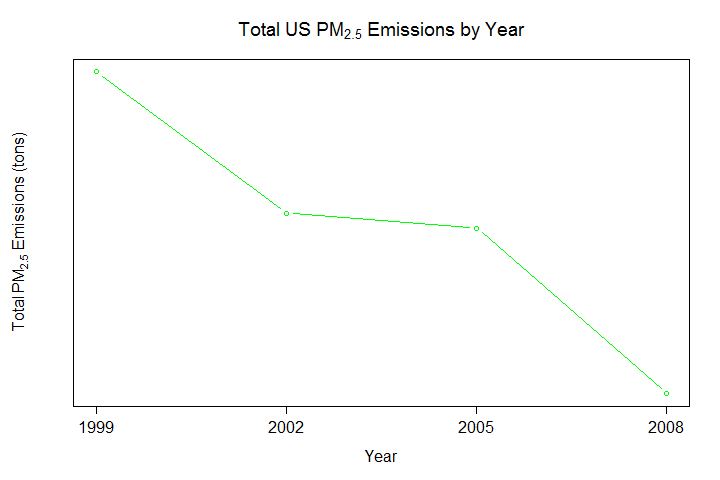 Total US PM2.5 Emissions by Year
Total PM2.5 Emissions (tons)
1999 2002 2005 2008
Year